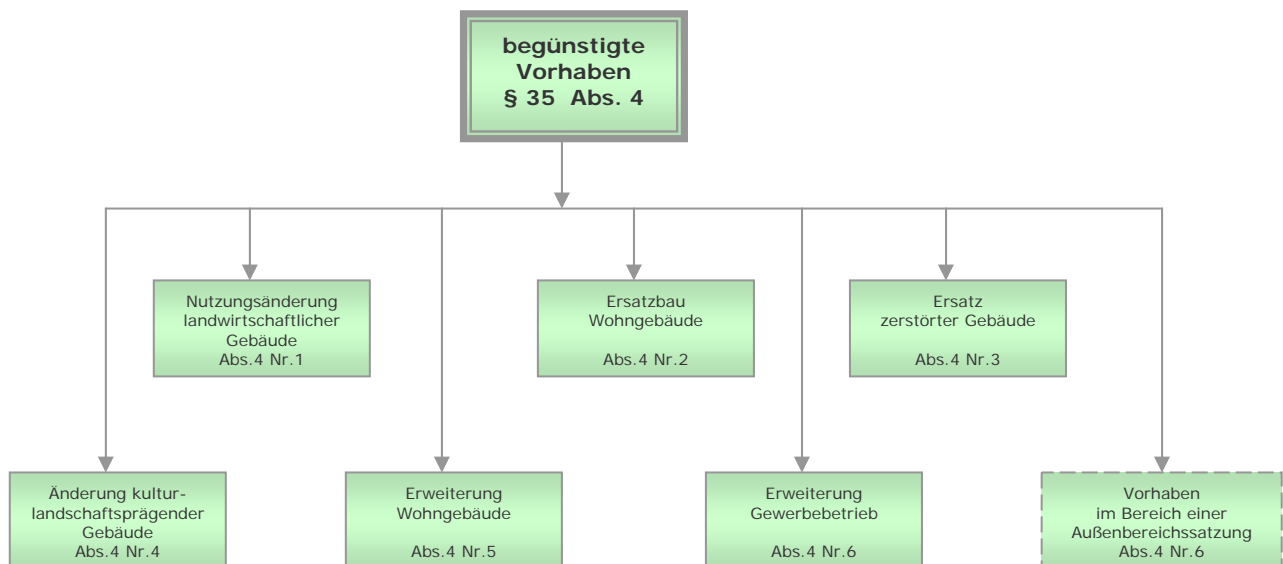 begünstigte
Vorhaben
§ 35 Abs. 4
Nutzungsänderung
landwirtschaftlicher
Gebäude
Abs.4 Nr.1
Ersatzbau
Wohngebäude
Abs.4 Nr.2
Ersatz
zerstörter Gebäude
Abs.4 Nr.3
Änderung kultur-
landschaftsprägender
Gebäude
Abs.4 Nr.4
Erweiterung
Wohngebäude
Abs.4 Nr.5
Erweiterung
Gewerbebetrieb
Abs.4 Nr.6
Vorhaben
im Bereich einer
Außenbereichssatzung
Abs.4 Nr.6